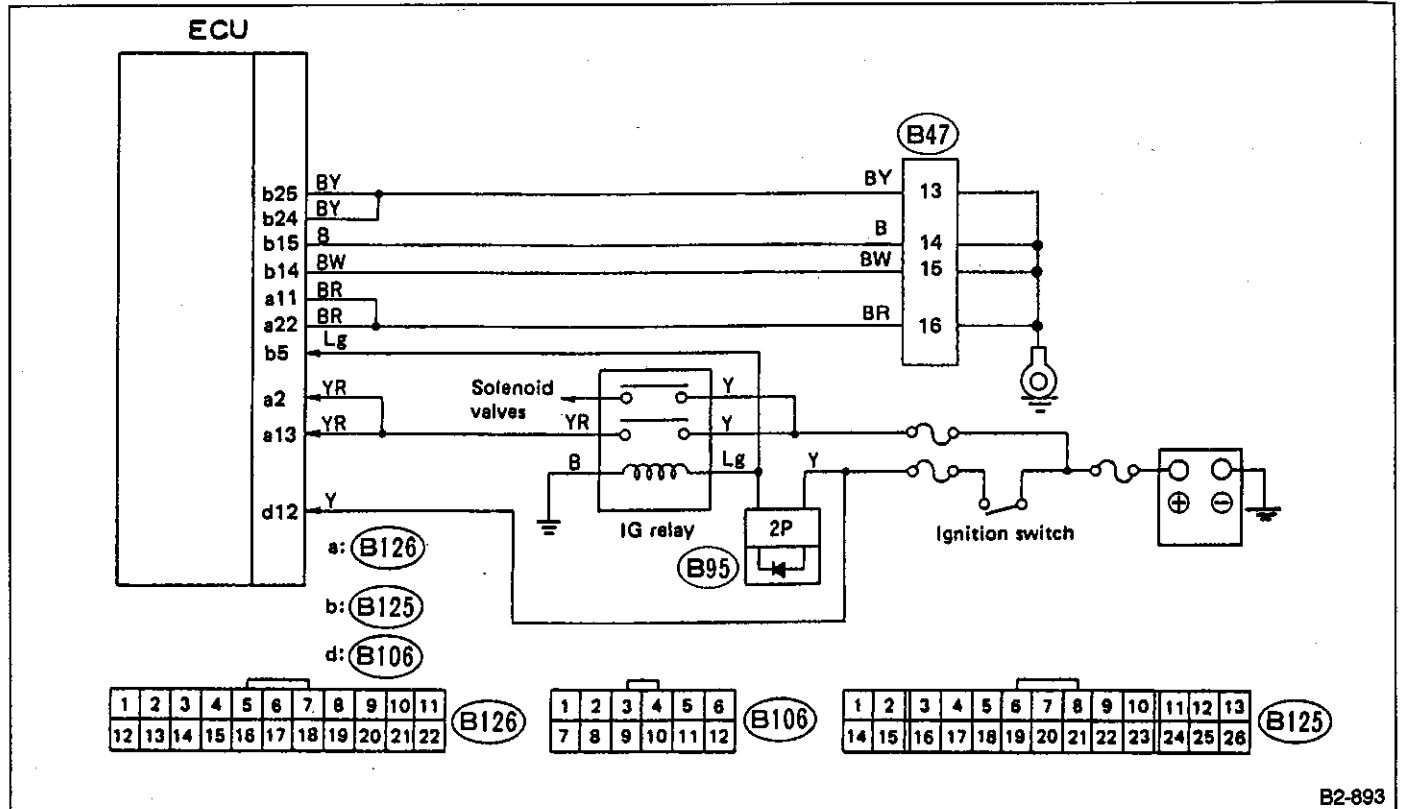 ECU
B47
b25 BY BY 13
b24 BY
b15 B B 14
b14 BW BW 15
a11 BR
a22 BR BR 16
b5 Lg
a2 YR Solenoid valves Y
a13 YR YR Y
B Lg Y
d12 Y
IG relay
2P
B95
Ignition switch
+ −
a: B126
b: B125
d: B106
1 2 3 4 5 6 7 8 9 10 11
12 13 14 15 16 17 18 19 20 21 22
B126
1 2 3 4 5 6
7 8 9 10 11 12
B106
1 2 3 4 5 6 7 8 9 10 11 12 13
14 15 16 17 18 19 20 21 22 23 24 25 26
B125
B2-893